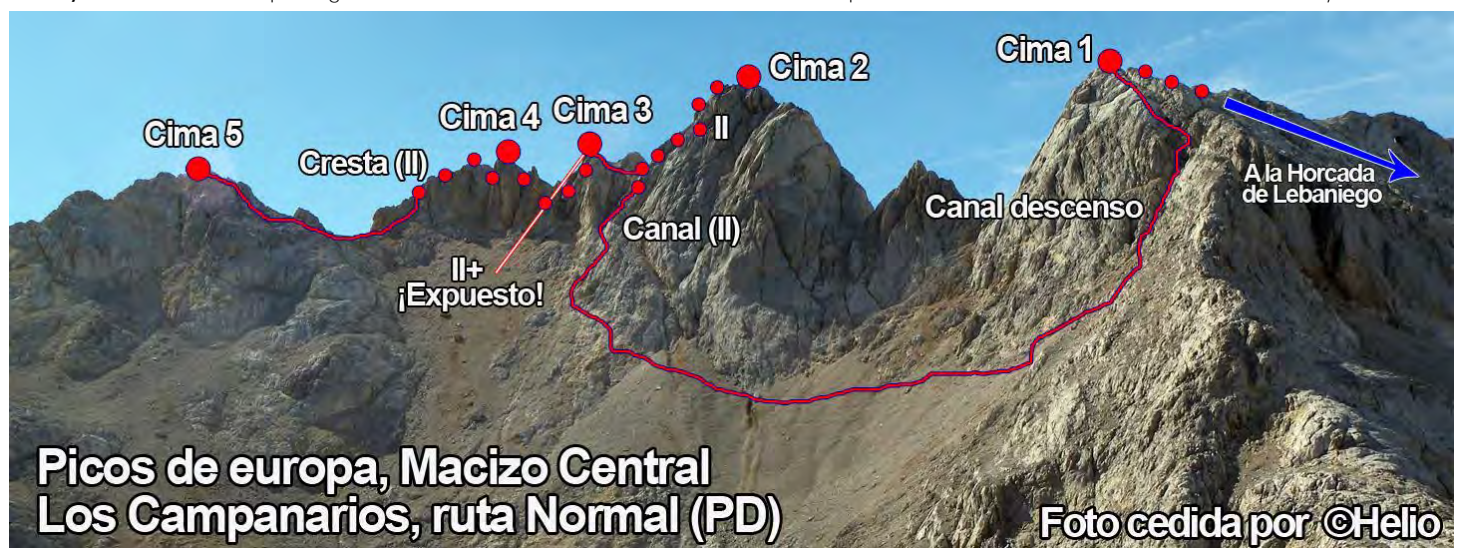 Cima 1
Cima 2
Cima 3
Cima 4
Cima 5
Cresta (II)
II
A la Horcada
de Lebaniego
Canal descenso
Canal (II)
II+
¡Expuesto!
Picos de europa, Macizo Central
Los Campanarios, ruta Normal (PD)
Foto cedida por ©Helio